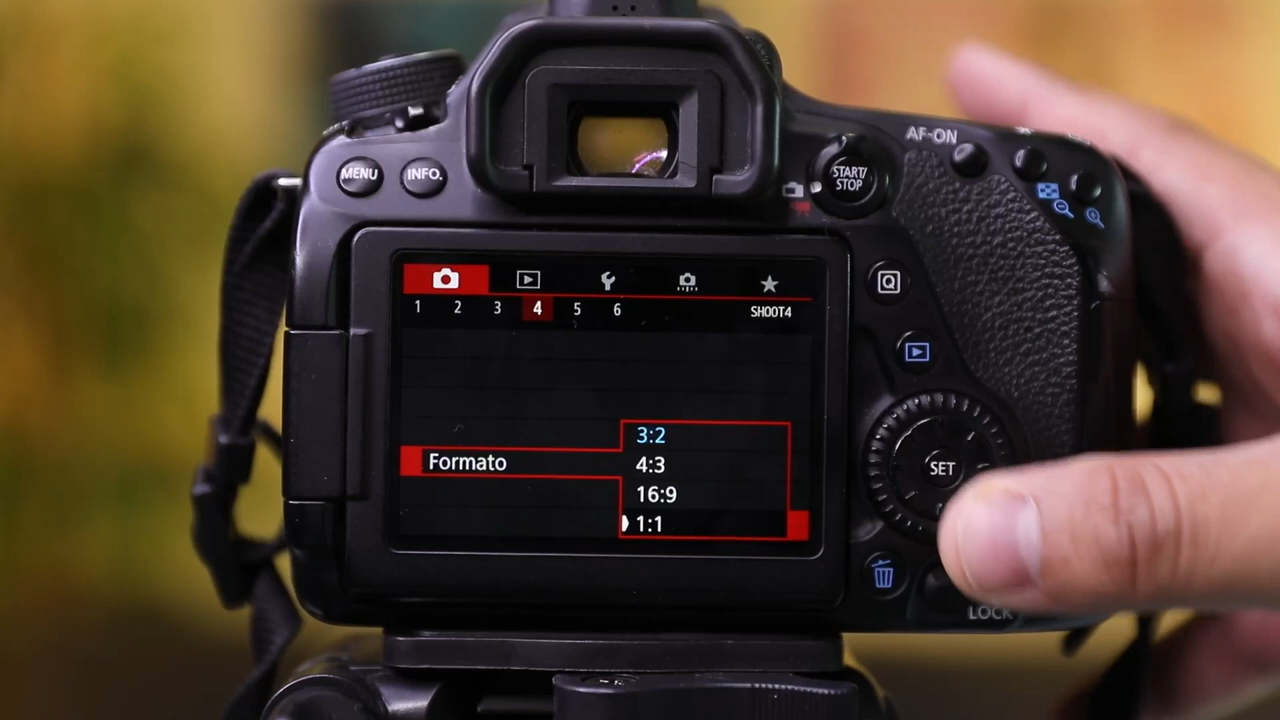 AF-ON
MENU INFO.
START/
STOP
Q
1 2 3 4 5 6 SHOOT4
3:2
Formato
4:3
16:9
1:1
SET
LOCK